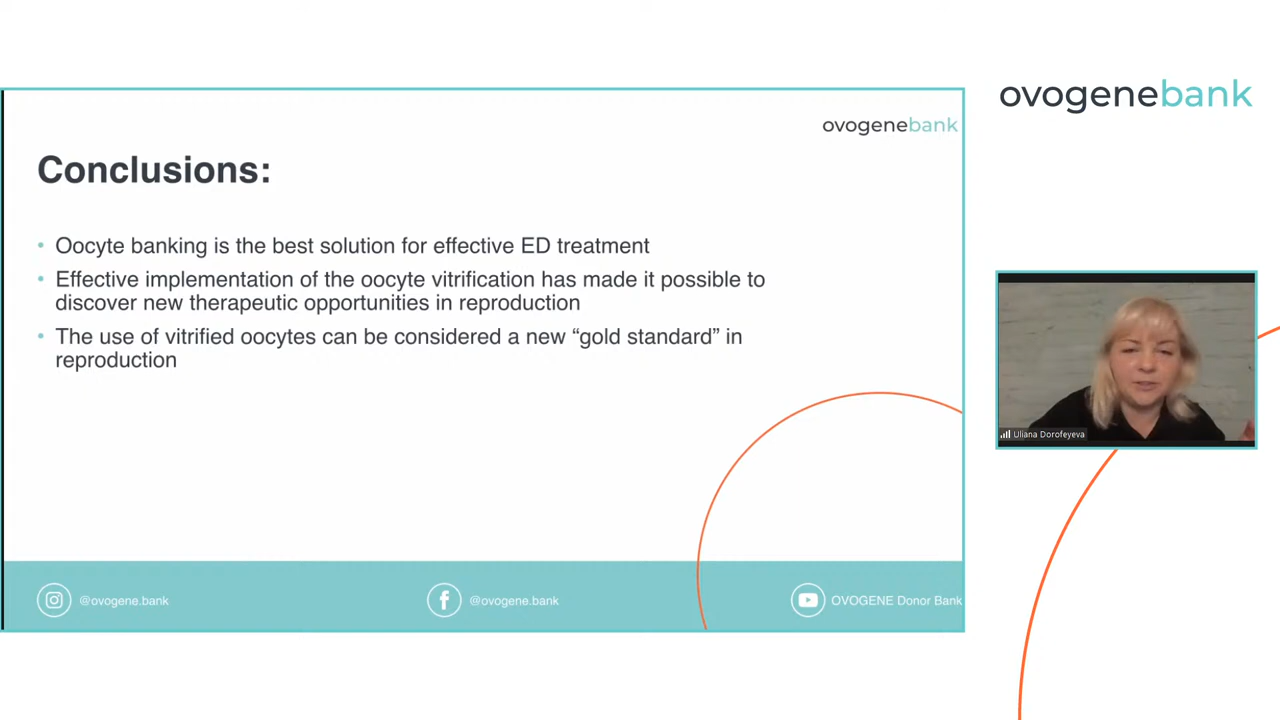 ovogenebank
ovogenebank
Conclusions:
• Oocyte banking is the best solution for effective ED treatment
• Effective implementation of the oocyte vitrification has made it possible to
discover new therapeutic opportunities in reproduction
• The use of vitrified oocytes can be considered a new “gold standard” in
reproduction
Uliana Dorofeyeva
@ovogene.bank
@ovogene.bank
OVOGENE Donor Bank